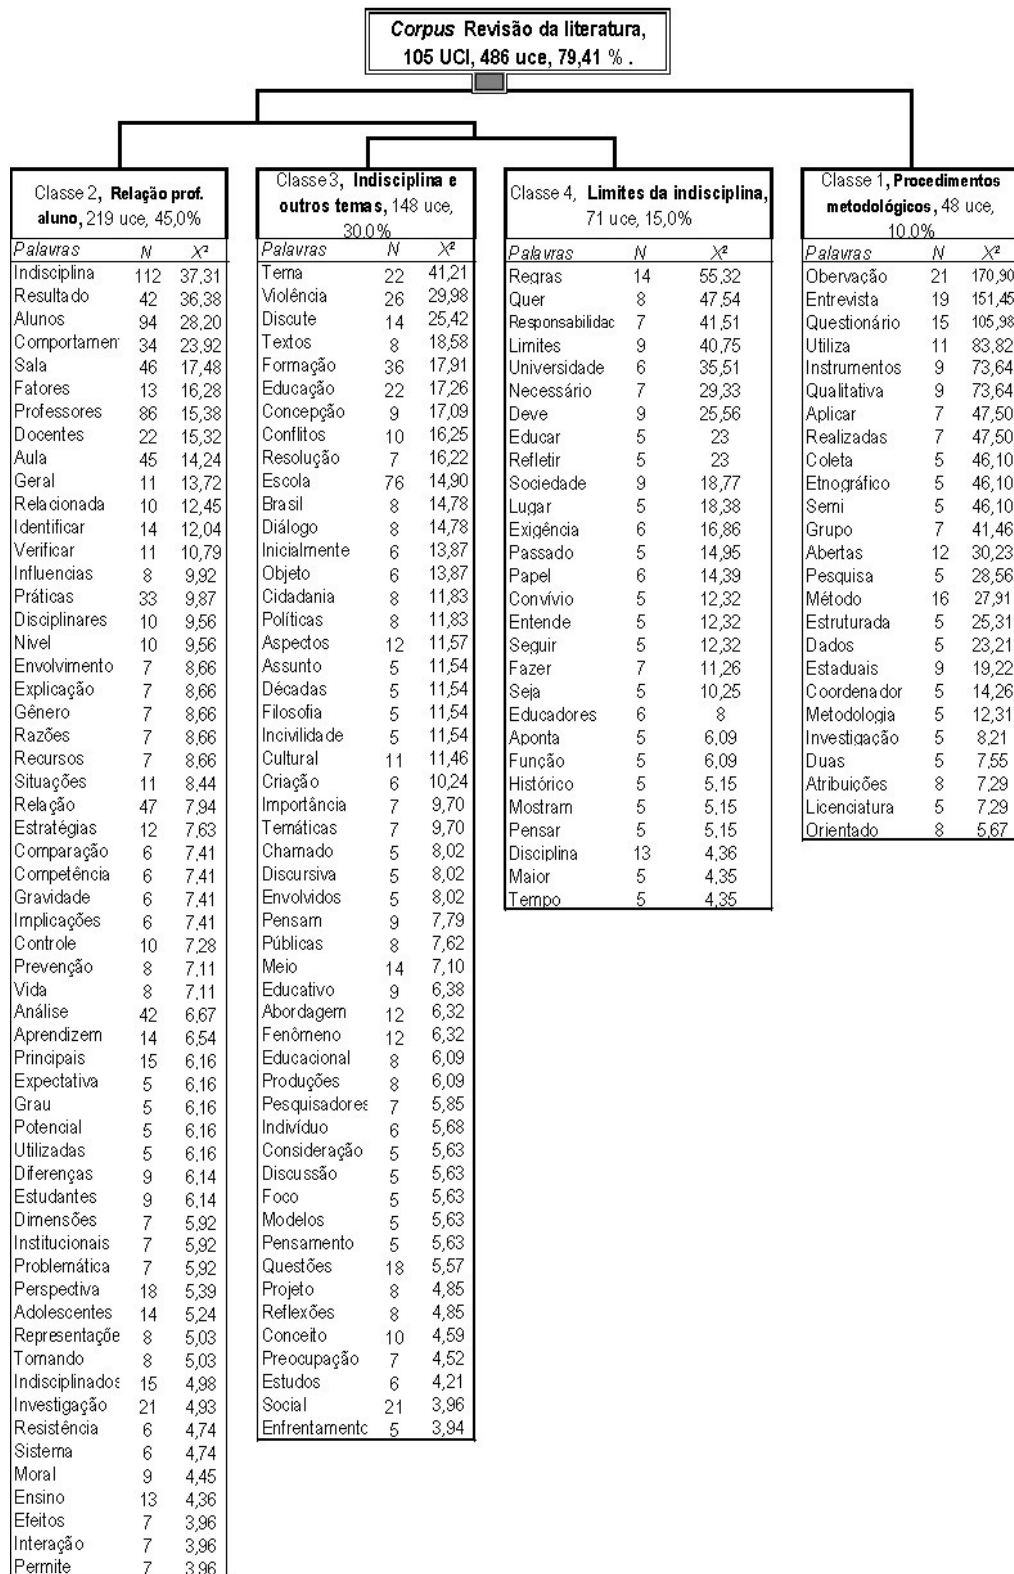 Corpus Revisão da literatura,
105 UCI, 486 uce, 79,41 % .
Classe 2, Relação prof.
aluno, 219 uce, 45,0%
Palavras N X²
Indisciplina 112 37,31
Resultado 42 36,38
Alunos 94 28,20
Comportamen 34 23,92
Sala 46 17,48
Fatores 13 16,28
Professores 86 15,38
Docentes 22 15,32
Aula 45 14,24
Geral 11 13,72
Relacionada 10 12,45
Identificar 14 12,04
Verificar 11 10,79
Influencias 8 9,92
Práticas 33 9,87
Disciplinares 10 9,56
Nivel 10 9,56
Envolvimento 7 8,66
Explicação 7 8,66
Gênero 7 8,66
Razões 7 8,66
Recursos 7 8,66
Situações 11 8,44
Relação 47 7,94
Estratégias 12 7,63
Comparação 6 7,41
Competência 6 7,41
Gravidade 6 7,41
Implicações 6 7,41
Controle 10 7,28
Prevenção 8 7,11
Vida 8 7,11
Análise 42 6,67
Aprendizem 14 6,54
Principais 15 6,16
Expectativa 5 6,16
Grau 5 6,16
Potencial 5 6,16
Utilizadas 5 6,16
Diferenças 9 6,14
Estudantes 9 6,14
Dimensões 7 5,92
Institucionais 7 5,92
Problemática 7 5,92
Perspectiva 18 5,39
Adolescentes 14 5,24
Representaçõe 8 5,03
Tornando 8 5,03
Indisciplinados 15 4,98
Investigação 21 4,93
Resistência 6 4,74
Sistema 6 4,74
Moral 9 4,45
Ensino 13 4,36
Efeitos 7 3,96
Interação 7 3,96
Permite 7 3,96
Classe 3, Indisciplina e
outros temas, 148 uce,
30,0%
Palavras N X²
Tema 22 41,21
Violência 26 29,98
Discute 14 25,42
Textos 8 18,58
Formação 36 17,91
Educação 22 17,26
Concepção 9 17,09
Conflitos 10 16,25
Resolução 7 16,22
Escola 76 14,90
Brasil 8 14,78
Diálogo 8 14,78
Inicialmente 6 13,87
Objeto 6 13,87
Cidadania 8 11,83
Políticas 8 11,83
Aspectos 12 11,57
Assunto 5 11,54
Décadas 5 11,54
Filosofia 5 11,54
Incivilidade 5 11,54
Cultural 11 11,46
Criação 6 10,24
Importância 7 9,70
Temáticas 7 9,70
Chamado 5 8,02
Discursiva 5 8,02
Envolvidos 5 8,02
Pensam 9 7,79
Públicas 8 7,62
Meio 14 7,10
Educativo 9 6,38
Abordagem 12 6,32
Fenômeno 12 6,32
Educacional 8 6,09
Produções 8 6,09
Pesquisadores 7 5,85
Indivíduo 6 5,68
Consideração 5 5,63
Discussão 5 5,63
Foco 5 5,63
Modelos 5 5,63
Pensamento 5 5,63
Questões 18 5,57
Projeto 8 4,85
Reflexões 8 4,85
Conceito 10 4,59
Preocupação 7 4,52
Estudos 6 4,21
Social 21 3,96
Enfrentamento 5 3,94
Classe 4, Limites da indisciplina,
71 uce, 15,0%
Palavras N X²
Regras 14 55,32
Quer 8 47,54
Responsabilidac 7 41,51
Limites 9 40,75
Universidade 6 35,51
Necessário 7 29,33
Deve 9 25,56
Educar 5 23
Refletir 5 23
Sociedade 9 18,77
Lugar 5 18,38
Exigência 6 16,86
Passado 5 14,95
Papel 6 14,39
Convívio 5 12,32
Entende 5 12,32
Seguir 5 12,32
Fazer 7 11,26
Seja 5 10,25
Educadores 6 8
Aponta 5 6,09
Função 5 6,09
Histórico 5 5,15
Mostram 5 5,15
Pensar 5 5,15
Disciplina 13 4,36
Maior 5 4,35
Tempo 5 4,35
Classe 1, Procedimentos
metodológicos, 48 uce,
10,0%
Palavras N X²
Obervação 21 170,90
Entrevista 19 151,45
Questionário 15 105,98
Utiliza 11 83,82
Instrumentos 9 73,64
Qualitativa 9 73,64
Aplicar 7 47,50
Realizadas 7 47,50
Coleta 5 46,10
Etnográfico 5 46,10
Semi 5 46,10
Grupo 7 41,46
Abertas 12 30,23
Pesquisa 5 28,56
Método 16 27,91
Estruturada 5 25,31
Dados 5 23,21
Estaduais 9 19,22
Coordenador 5 14,26
Metodologia 5 12,31
Investigação 5 8,21
Duas 5 7,55
Atribuições 8 7,29
Licenciatura 5 7,29
Orientado 8 5,67